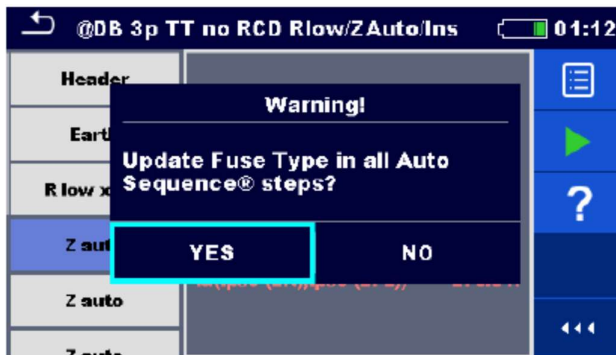 @DB 3p TT no RCD Rlow/ZAuto/Ins 01:12
Header
Warning!
Update Fuse Type in all Auto
Sequence® steps?
R low
YES
NO
Z auto
?